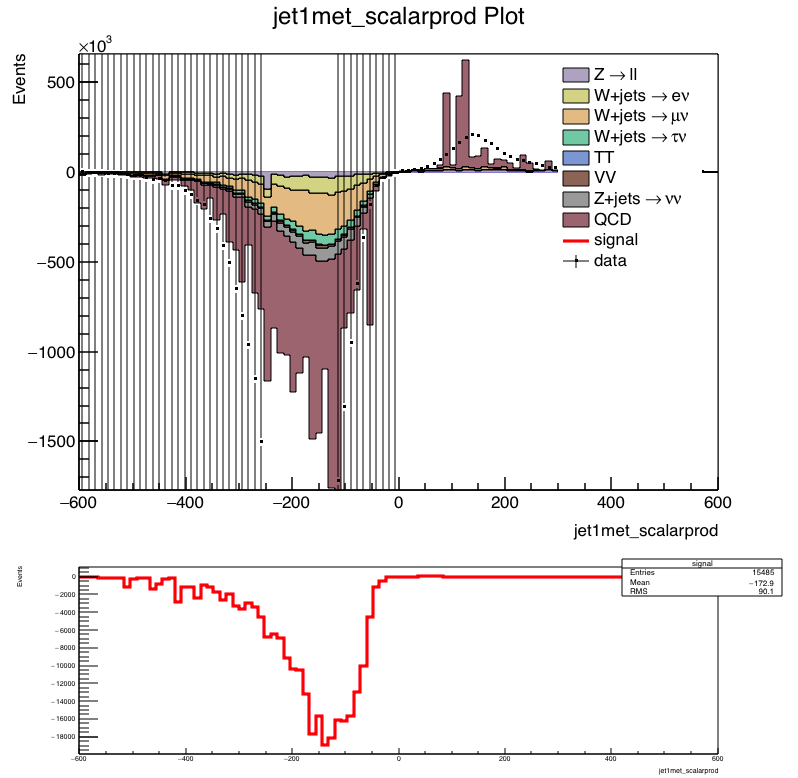 jet1met_scalarprod Plot
×10³
Events
500
0
−500
−1000
−1500
−600
−400
−200
0
200
400
600
jet1met_scalarprod
Z → ll
W+jets → eν
W+jets → μν
W+jets → τν
TT
VV
Z+jets → νν
QCD
signal
data
Events
0
−2000
−4000
−6000
−8000
−10000
−12000
−14000
−16000
−18000
−600
−400
−200
0
200
400
600
jet1met_scalarprod
signal
Entries 15485
Mean −172.9
RMS 90.1